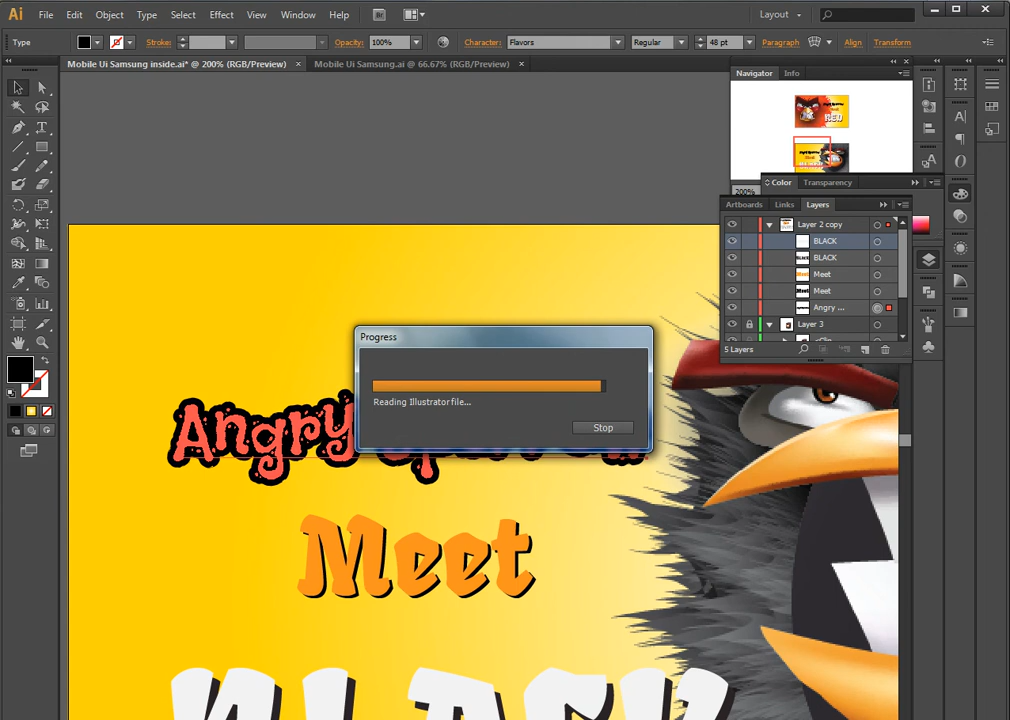 Ai File Edit Object Type Select Effect View Window Help Br Layout
Type Stroke: Opacity: 100% Character: Flavors Regular 48 pt Paragraph Align Transform
Mobile Ui Samsung inside.ai* @ 200% (RGB/Preview) × Mobile Ui Samsung.ai @ 66.67% (RGB/Preview) ×
Navigator Info
RED
200%
Color Transparency
Artboards Links Layers
Layer 2 copy
BLACK
BLACK
Meet
Meet
Angry ...
Layer 3
5 Layers
Progress
Reading Illustrator file...
Stop
Angry
Meet
BLACK